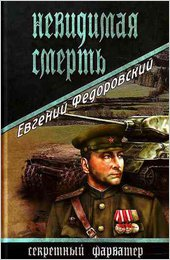 невидимая
смерть
Евгений Федоровский
секретный фарватер